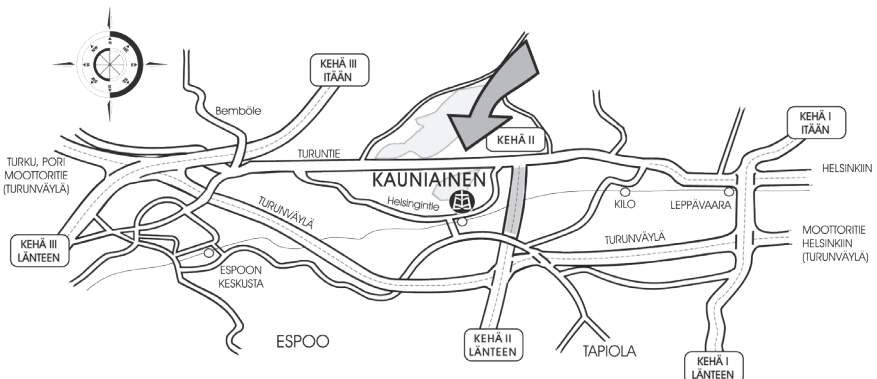 KEHÄ III
ITÄÄN
Bemböle
KEHÄ I
ITÄÄN
KEHÄ II
TURKU, PORI
MOOTTORITIE
(TURUNVÄYLÄ)
TURUNTIE
HELSINKIIN
KAUNIAINEN
Helsingintie
KILO
LEPPÄVAARA
TURUNVÄYLÄ
TURUNVÄYLÄ
MOOTTORITIE
HELSINKIIN
(TURUNVÄYLÄ)
KEHÄ III
LÄNTEEN
ESPOON
KESKUSTA
ESPOO
KEHÄ II
LÄNTEEN
TAPIOLA
KEHÄ I
LÄNTEEN